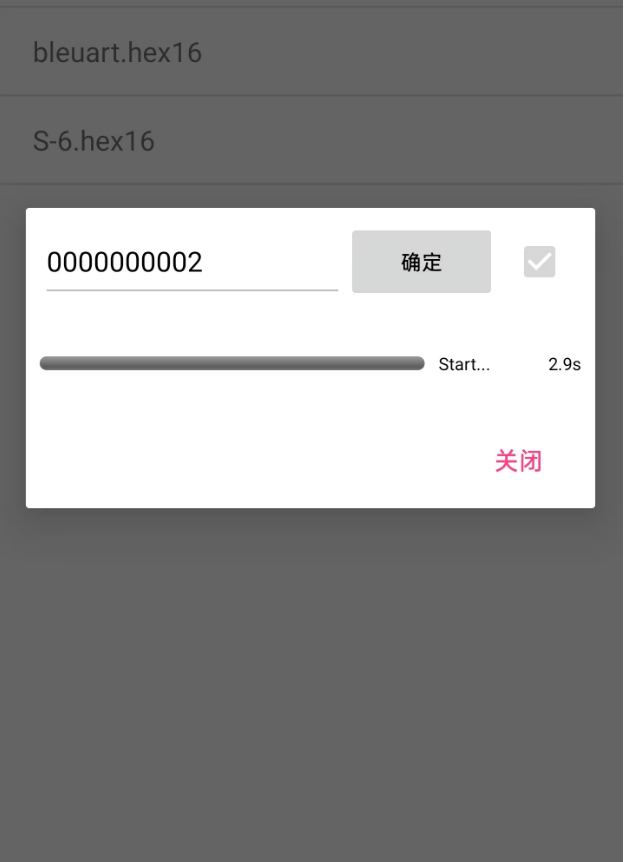 bleuart.hex16
S-6.hex16
0000000002 确定
Start... 2.9s
关闭